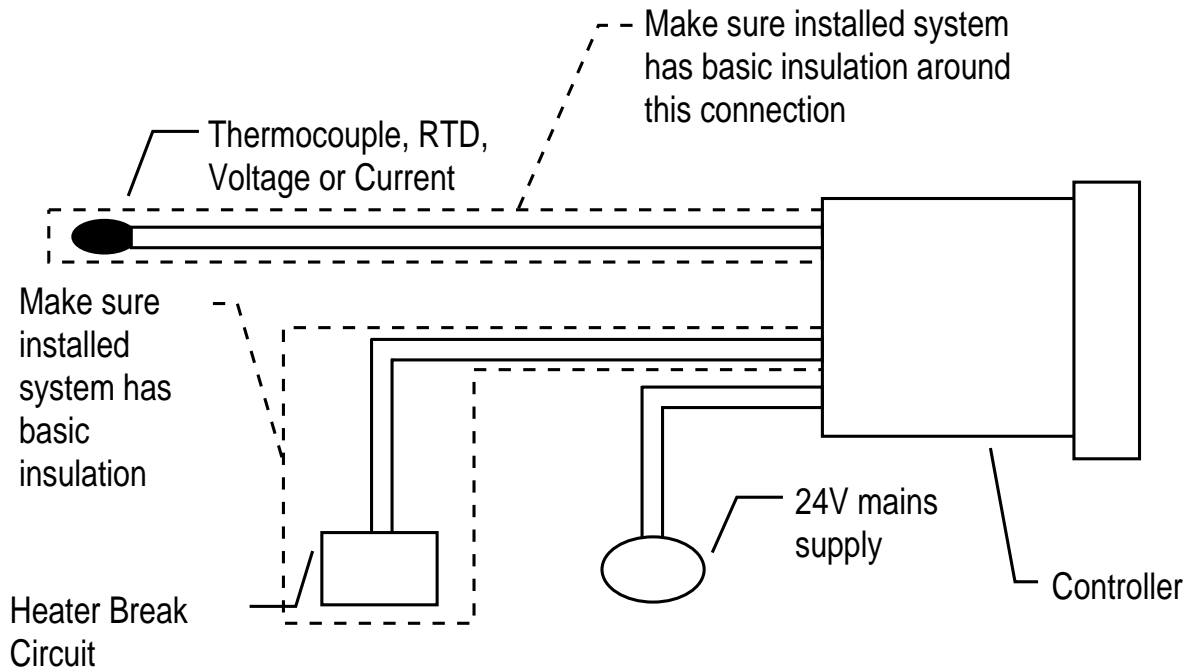 Make sure installed system
has basic insulation around
this connection
Thermocouple, RTD,
Voltage or Current
Make sure
installed
system has
basic
insulation
24V mains
supply
Controller
Heater Break
Circuit